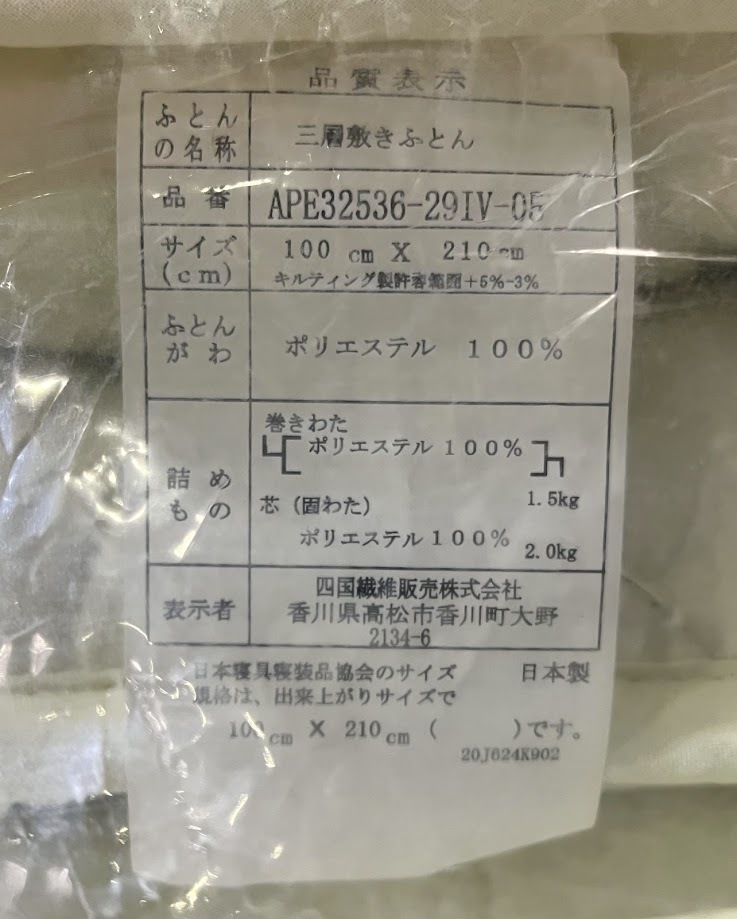 品質表示
ふとんの名称 三層敷きふとん
品番 APE32536-29IV-05
サイズ(cm) 100 cm X 210 cm
キルティング製許容範囲+5%-3%
ふとんがわ ポリエステル 100%
詰めもの 巻きわた
ポリエステル 100%
1.5kg
芯(固わた)
ポリエステル 100%
2.0kg
表示者 四国繊維販売株式会社
香川県高松市香川町大野
2134-6
日本寝具寝装品協会のサイズ 日本製
規格は、出来上がりサイズで
100cm X 210cm ( )です。
20J624K902